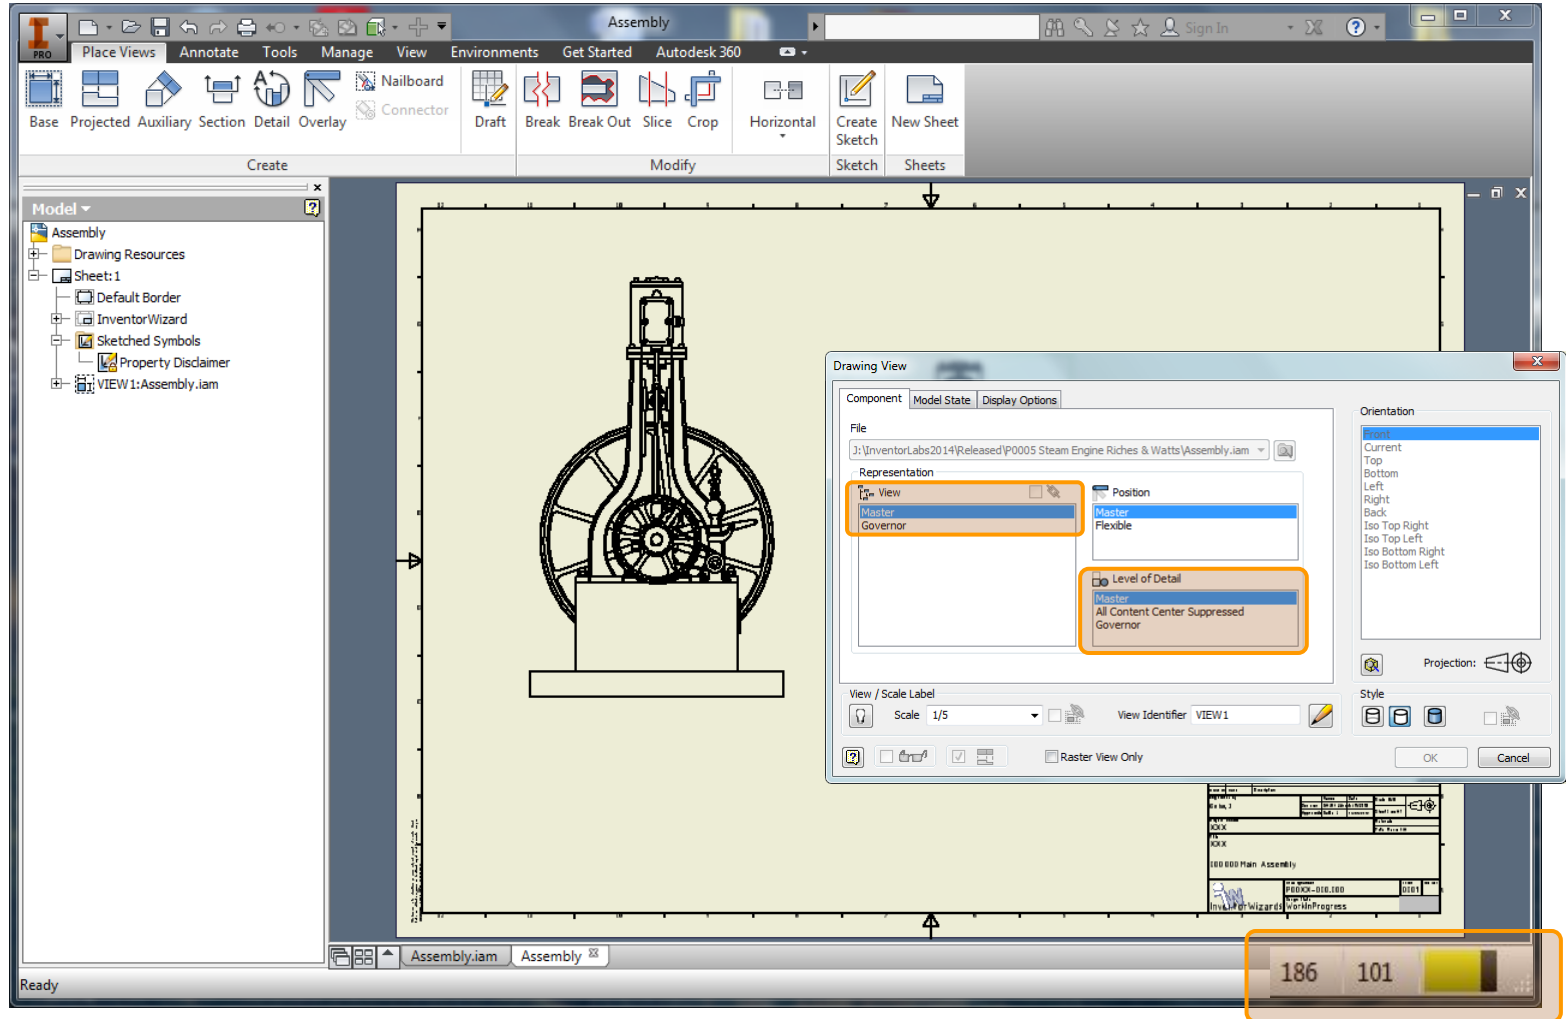 Assembly
Sign In
PRO
Place Views Annotate Tools Manage View Environments Get Started Autodesk 360
Nailboard
Connector
Base Projected Auxiliary Section Detail Overlay Draft Break Break Out Slice Crop Horizontal Create Sketch New Sheet
Create Modify Sketch Sheets
Model
Assembly
Drawing Resources
Sheet:1
Default Border
InventorWizard
Sketched Symbols
Property Disclaimer
VIEW1:Assembly.iam
Drawing View
Component Model State Display Options
File
J:\InventorLabs2014\Released\P0005 Steam Engine Riches & Watts\Assembly.iam
Representation
View
Master
Governor
Position
Master
Flexible
Level of Detail
Master
All Content Center Suppressed
Governor
Orientation
Front
Current
Top
Bottom
Left
Right
Back
Iso Top Right
Iso Top Left
Iso Bottom Right
Iso Bottom Left
Projection:
View / Scale Label
Scale 1/5
View Identifier VIEW1
Style
Raster View Only
OK Cancel
XXX
XXX
100 000 Main Assembly
P00XX-010.100
InventorWizards WorkInProgress
Assembly.iam Assembly
Ready
186 101